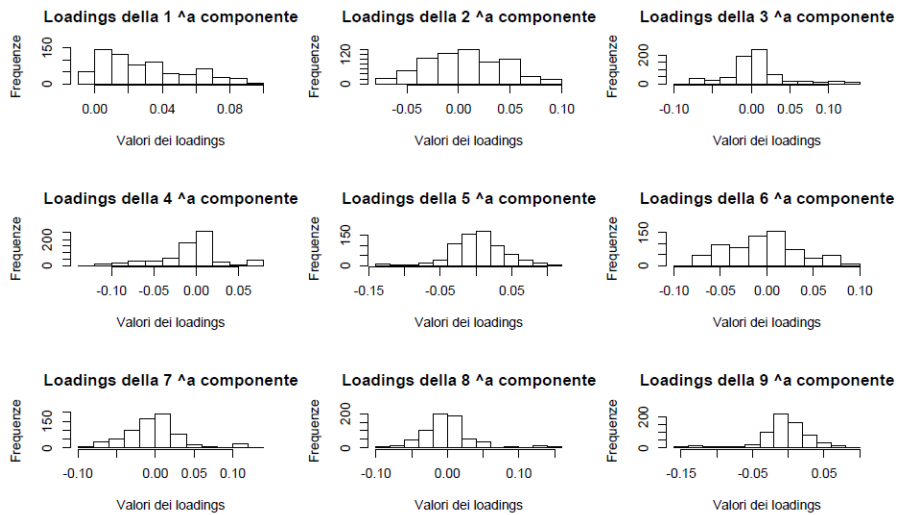 Loadings della 1 ^a componente
Frequenze
0 150
0.00 0.04 0.08
Valori dei loadings
Loadings della 2 ^a componente
Frequenze
0 60 120
-0.05 0.00 0.05 0.10
Valori dei loadings
Loadings della 3 ^a componente
Frequenze
0 200
-0.10 0.00 0.05 0.10
Valori dei loadings
Loadings della 4 ^a componente
Frequenze
0 200
-0.10 -0.05 0.00 0.05
Valori dei loadings
Loadings della 5 ^a componente
Frequenze
0 150
-0.15 -0.05 0.05
Valori dei loadings
Loadings della 6 ^a componente
Frequenze
0 150
-0.10 -0.05 0.00 0.05 0.10
Valori dei loadings
Loadings della 7 ^a componente
Frequenze
0 150
-0.10 0.00 0.05 0.10
Valori dei loadings
Loadings della 8 ^a componente
Frequenze
0 200
-0.10 0.00 0.10
Valori dei loadings
Loadings della 9 ^a componente
Frequenze
0 200
-0.15 -0.05 0.05
Valori dei loadings